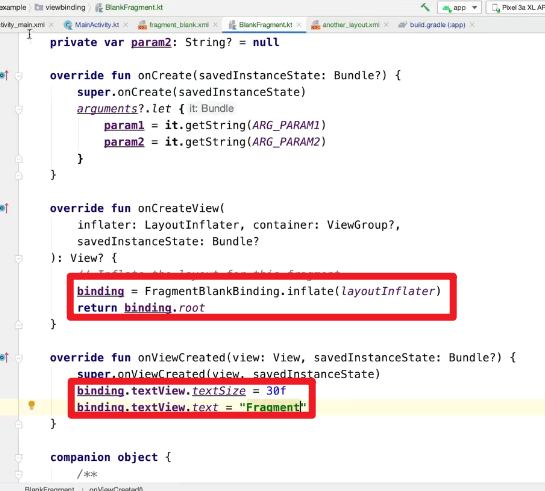 example 〉 viewbinding 〉 BlankFragment.kt
app
Pixel 3a XL AP
tivity_main.xml × MainActivity.kt × fragment_blank.xml × BlankFragment.kt × another_layout.xml × build.gradle (:app) ×
private var param2: String? = null
override fun onCreate(savedInstanceState: Bundle?) {
super.onCreate(savedInstanceState)
arguments?.let { it: Bundle
param1 = it.getString(ARG_PARAM1)
param2 = it.getString(ARG_PARAM2)
}
}
override fun onCreateView(
inflater: LayoutInflater, container: ViewGroup?,
savedInstanceState: Bundle?
): View? {
// Inflate the layout for this fragment
binding = FragmentBlankBinding.inflate(layoutInflater)
return binding.root
}
override fun onViewCreated(view: View, savedInstanceState: Bundle?) {
super.onViewCreated(view, savedInstanceState)
binding.textView.textSize = 30f
binding.textView.text = "Fragment"
}
companion object {
/**
BlankFragment 〉 onViewCreated()